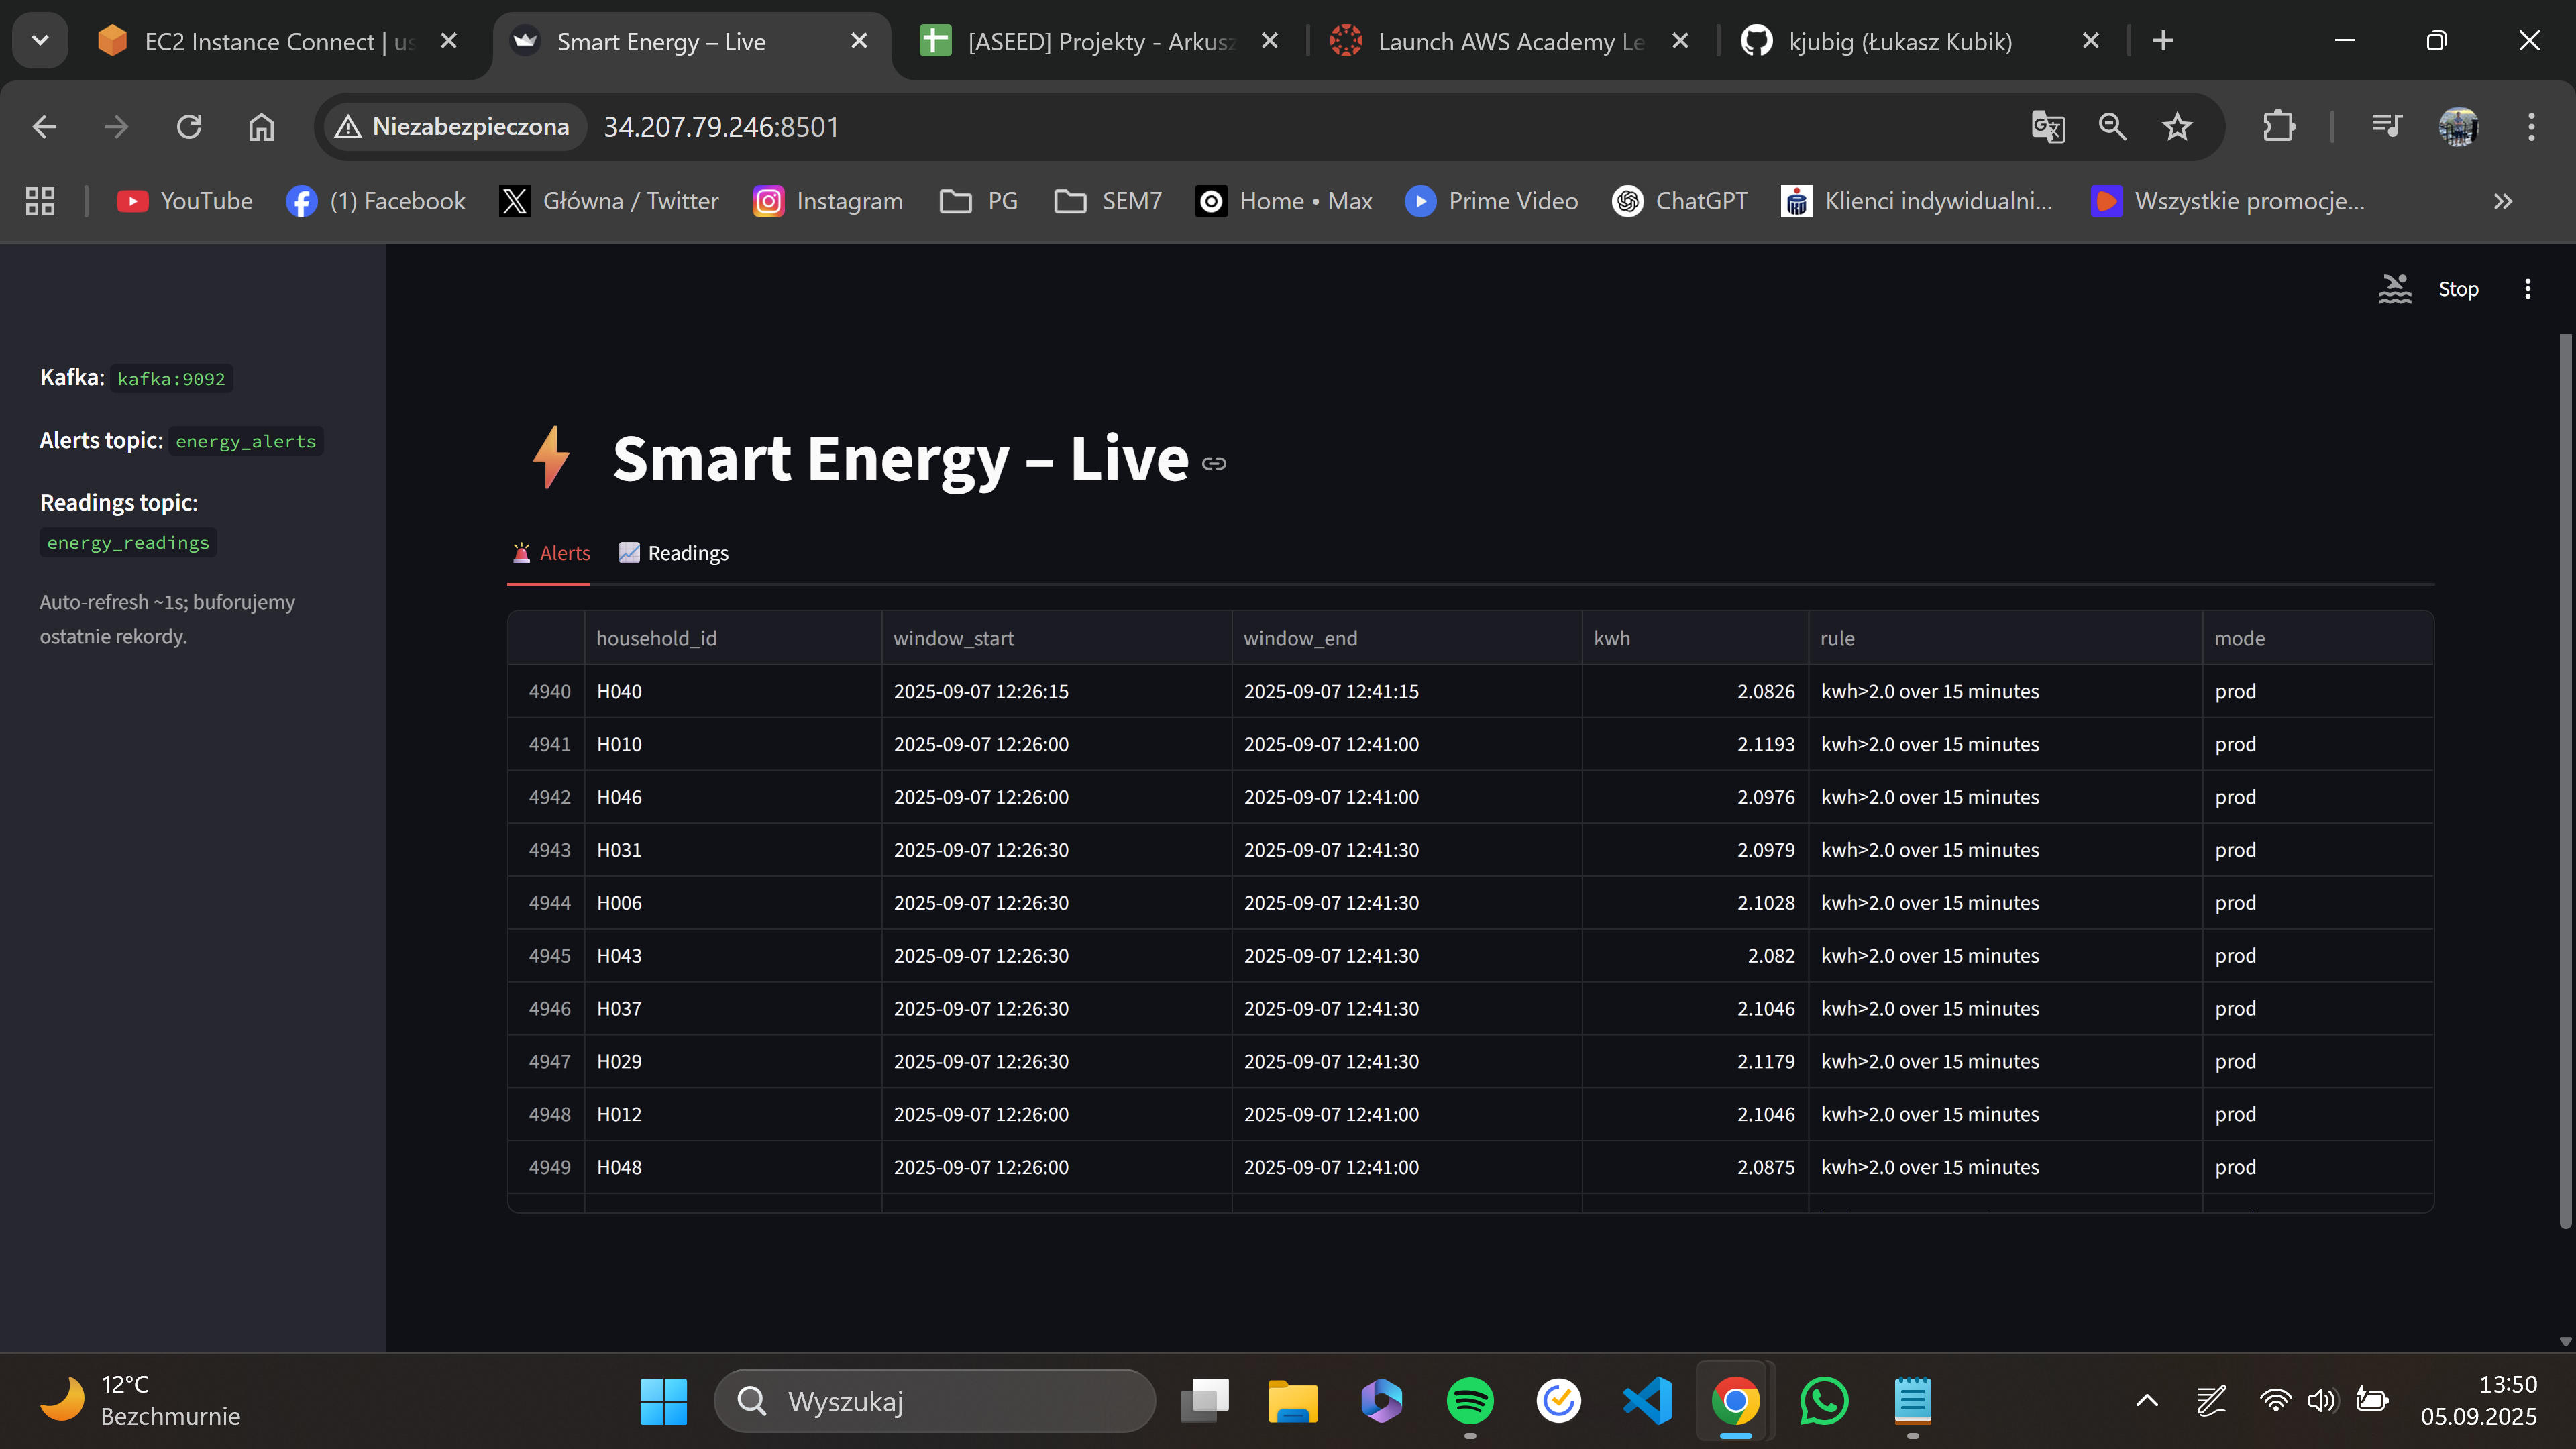 EC2 Instance Connect | us
Smart Energy – Live
[ASEED] Projekty - Arkusz
Launch AWS Academy Le
kjubig (Łukasz Kubik)
Niezabezpieczona
34.207.79.246:8501
YouTube
(1) Facebook
Główna / Twitter
Instagram
PG
SEM7
Home • Max
Prime Video
ChatGPT
Klienci indywidualni...
Wszystkie promocje...
Stop
Kafka: kafka:9092
Alerts topic: energy_alerts
Readings topic:
energy_readings
Auto-refresh ~1s; buforujemy
ostatnie rekordy.
Smart Energy – Live
Alerts Readings
household_id window_start window_end kwh rule mode
4940 H040 2025-09-07 12:26:15 2025-09-07 12:41:15 2.0826 kwh>2.0 over 15 minutes prod
4941 H010 2025-09-07 12:26:00 2025-09-07 12:41:00 2.1193 kwh>2.0 over 15 minutes prod
4942 H046 2025-09-07 12:26:00 2025-09-07 12:41:00 2.0976 kwh>2.0 over 15 minutes prod
4943 H031 2025-09-07 12:26:30 2025-09-07 12:41:30 2.0979 kwh>2.0 over 15 minutes prod
4944 H006 2025-09-07 12:26:30 2025-09-07 12:41:30 2.1028 kwh>2.0 over 15 minutes prod
4945 H043 2025-09-07 12:26:30 2025-09-07 12:41:30 2.082 kwh>2.0 over 15 minutes prod
4946 H037 2025-09-07 12:26:30 2025-09-07 12:41:30 2.1046 kwh>2.0 over 15 minutes prod
4947 H029 2025-09-07 12:26:30 2025-09-07 12:41:30 2.1179 kwh>2.0 over 15 minutes prod
4948 H012 2025-09-07 12:26:00 2025-09-07 12:41:00 2.1046 kwh>2.0 over 15 minutes prod
4949 H048 2025-09-07 12:26:00 2025-09-07 12:41:00 2.0875 kwh>2.0 over 15 minutes prod
12°C
Bezchmurnie
Wyszukaj
13:50
05.09.2025